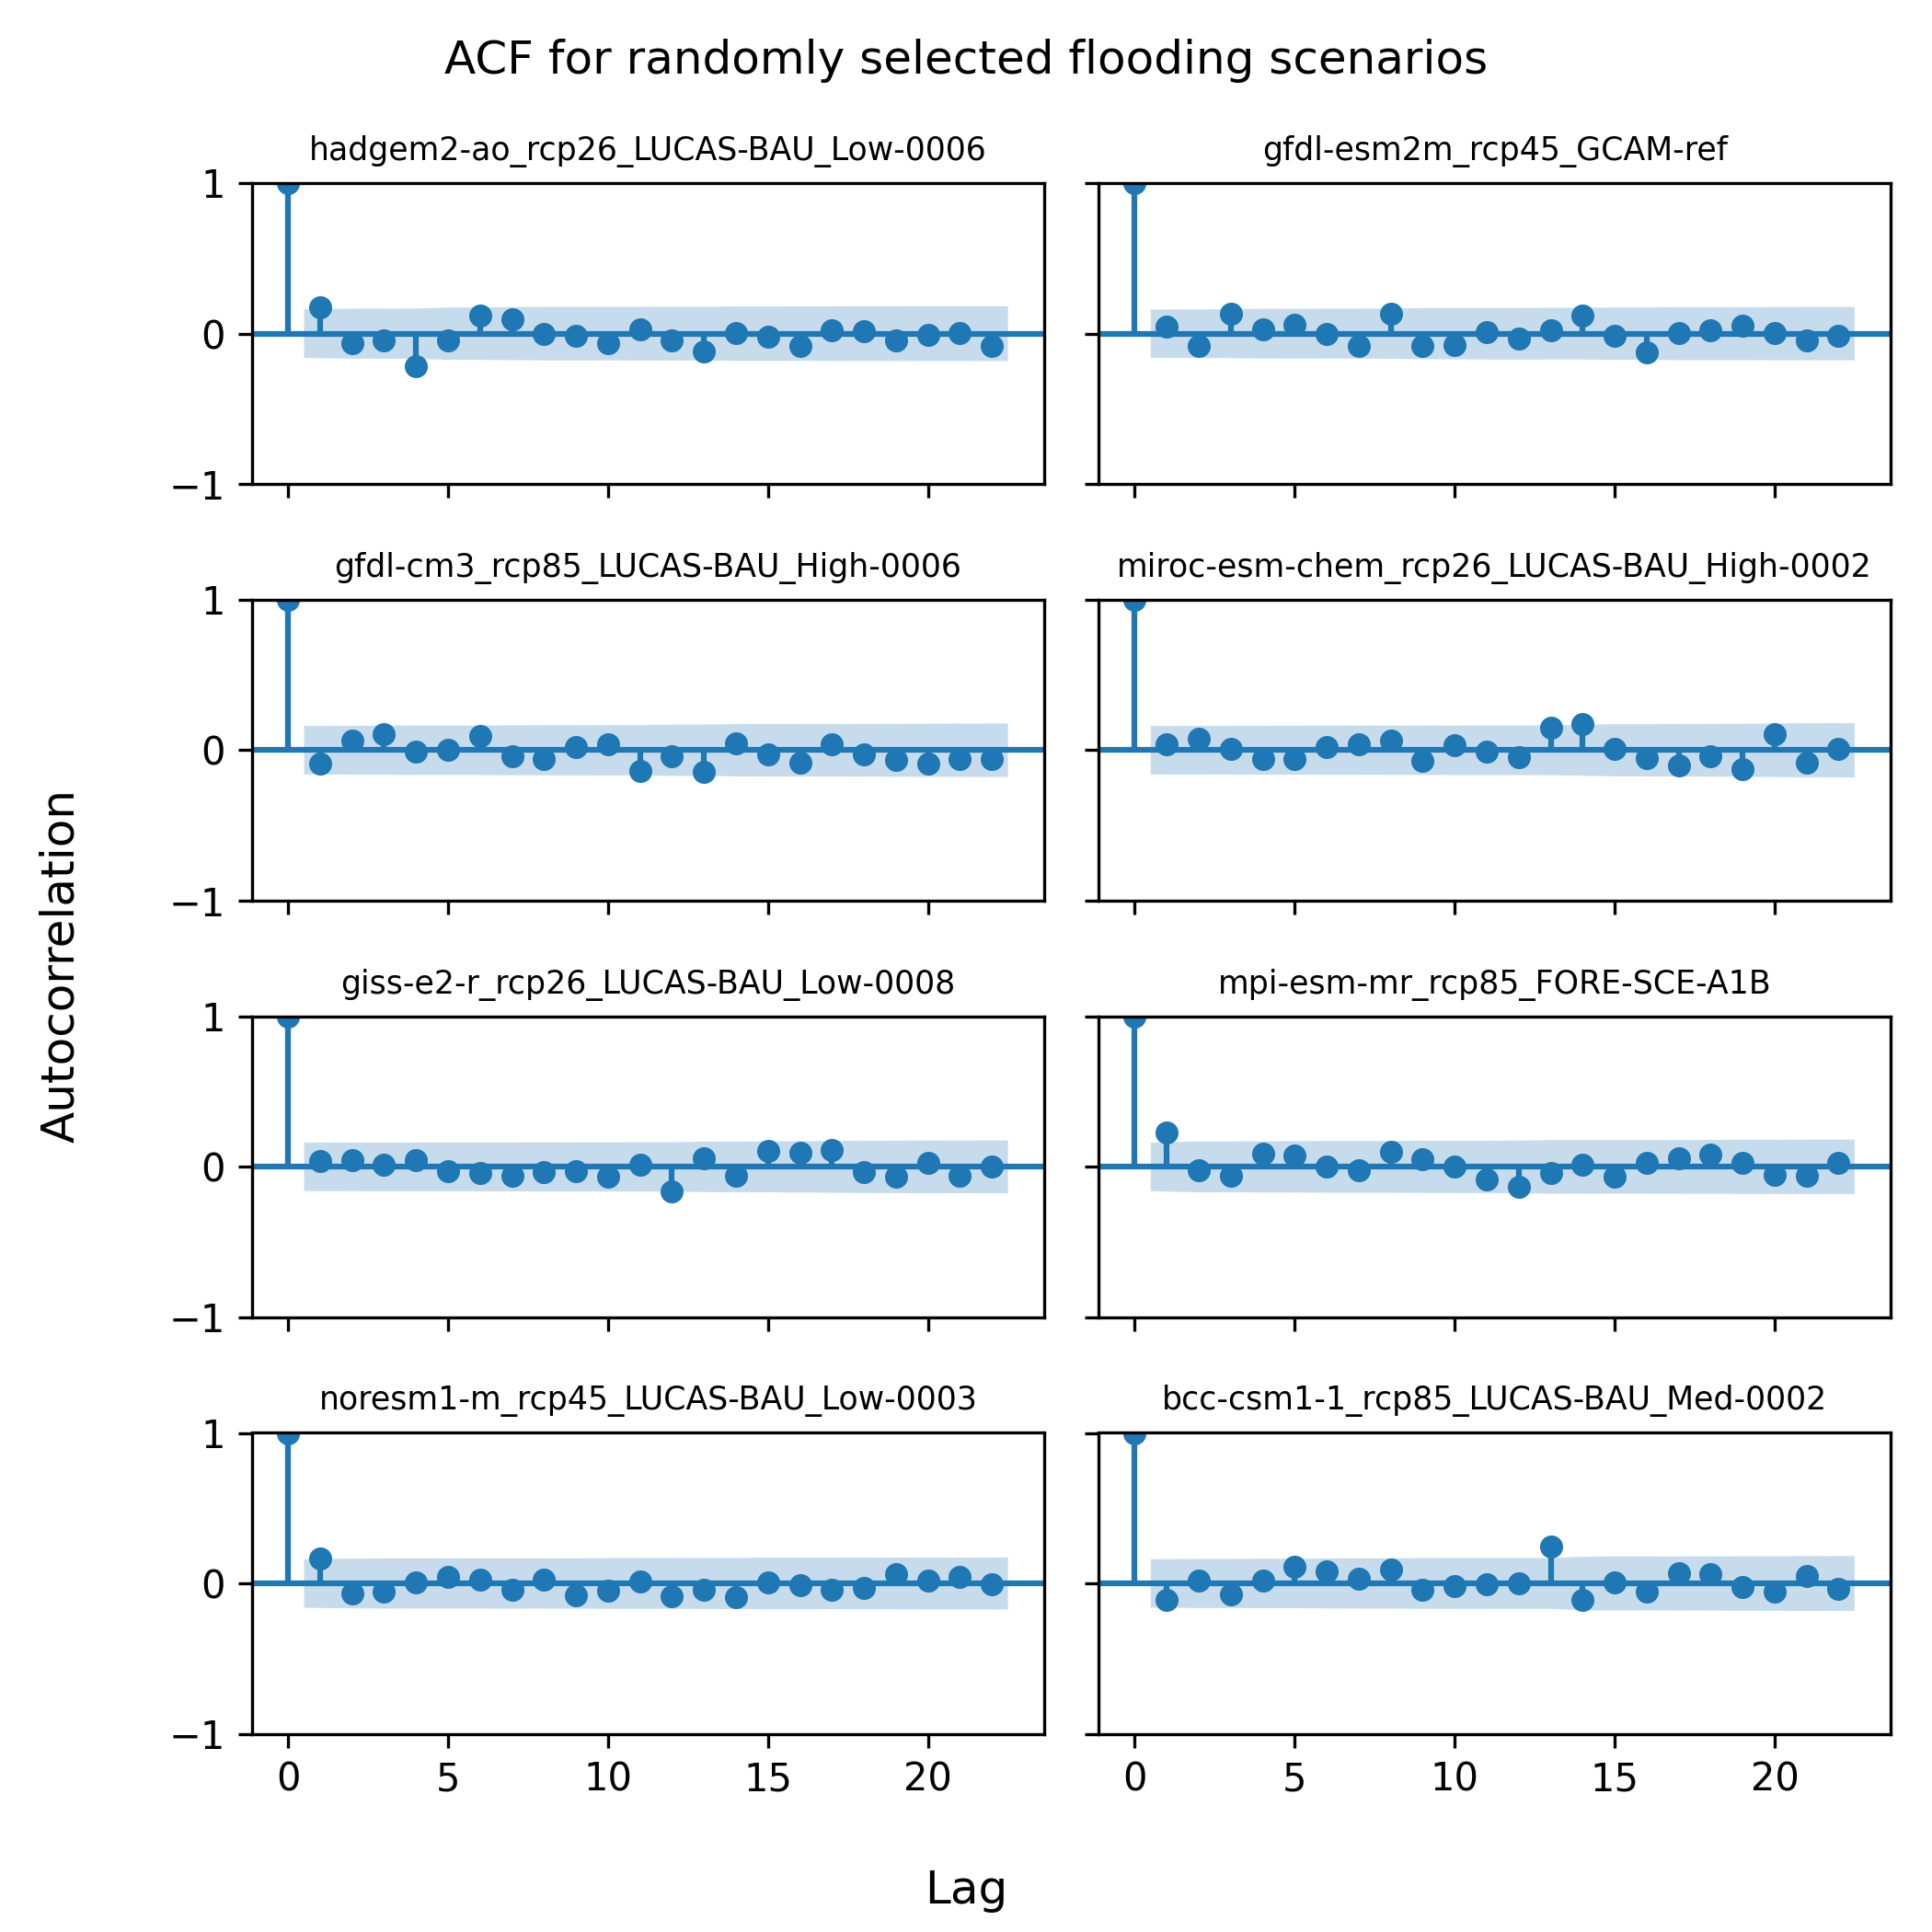 ACF for randomly selected flooding scenarios
hadgem2-ao_rcp26_LUCAS-BAU_Low-0006
gfdl-esm2m_rcp45_GCAM-ref
1
0
−1
gfdl-cm3_rcp85_LUCAS-BAU_High-0006
miroc-esm-chem_rcp26_LUCAS-BAU_High-0002
1
0
−1
Autocorrelation
giss-e2-r_rcp26_LUCAS-BAU_Low-0008
mpi-esm-mr_rcp85_FORE-SCE-A1B
1
0
−1
noresm1-m_rcp45_LUCAS-BAU_Low-0003
bcc-csm1-1_rcp85_LUCAS-BAU_Med-0002
1
0
−1
0 5 10 15 20
0 5 10 15 20
Lag